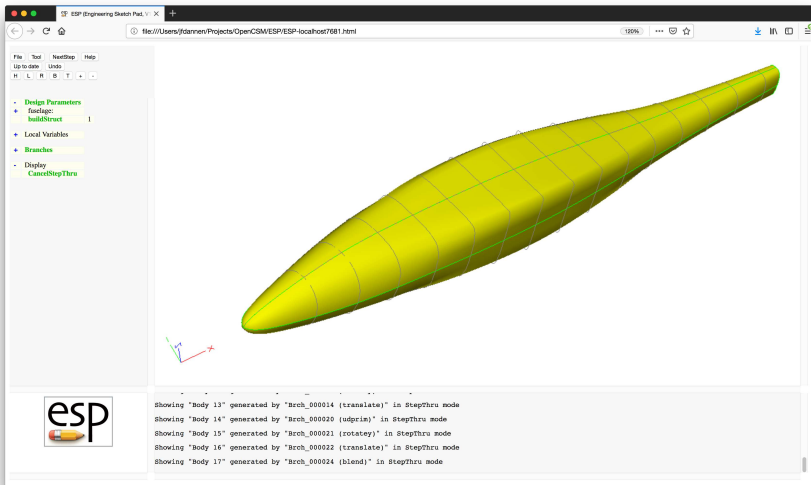 ESP (Engineering Sketch Pad, V
file:///Users/jfdannen/Projects/OpenCSM/ESP/ESP-localhost7681.html
120%
File Tool NextStep Help
Up to date Undo
H L R B T + -
- Design Parameters
+ fuselage:
buildStruct 1
+ Local Variables
+ Branches
- Display
CancelStepThru
X
esp
Showing "Body 13" generated by "Brch_000014 (translate)" in StepThru mode
Showing "Body 14" generated by "Brch_000020 (udprim)" in StepThru mode
Showing "Body 15" generated by "Brch_000021 (rotatey)" in StepThru mode
Showing "Body 16" generated by "Brch_000022 (translate)" in StepThru mode
Showing "Body 17" generated by "Brch_000024 (blend)" in StepThru mode